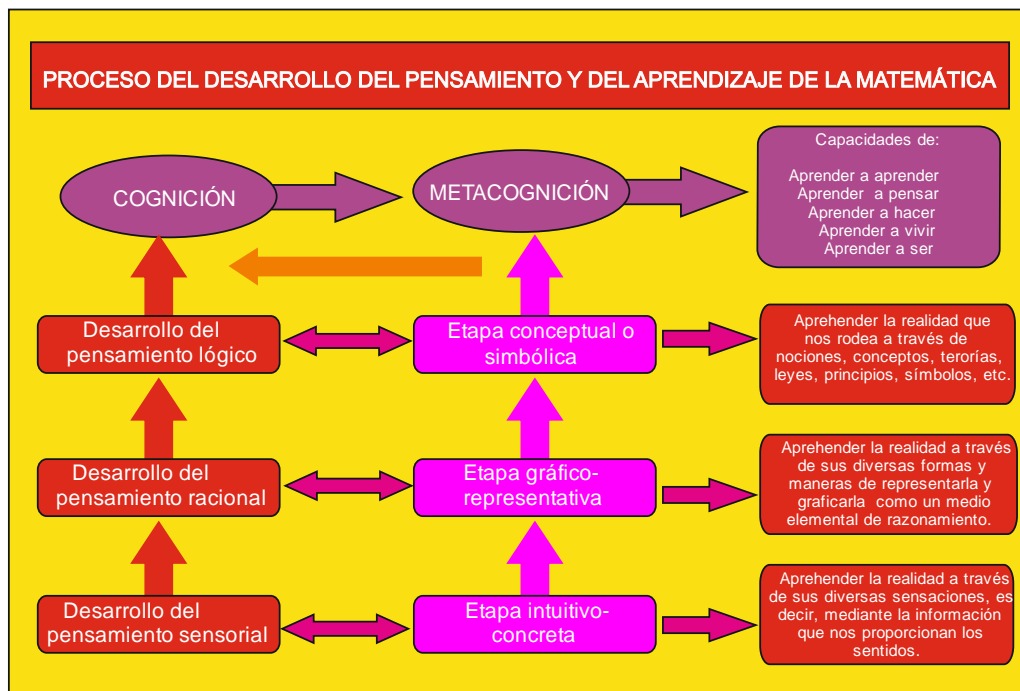 PROCESO DEL DESARROLLO DEL PENSAMIENTO Y DEL APRENDIZAJE DE LA MATEMÁTICA
COGNICIÓN
METACOGNICIÓN
Capacidades de:
Aprender a aprender
Aprender a pensar
Aprender a hacer
Aprender a vivir
Aprender a ser
Desarrollo del
pensamiento lógico
Etapa conceptual o
simbólica
Aprehender la realidad que
nos rodea a través de
nociones, conceptos, terorías,
leyes, principios, símbolos, etc.
Desarrollo del
pensamiento racional
Etapa gráfico-
representativa
Aprehender la realidad a través
de sus diversas formas y
maneras de representarla y
graficarla como un medio
elemental de razonamiento.
Desarrollo del
pensamiento sensorial
Etapa intuitivo-
concreta
Aprehender la realidad a través
de sus diversas sensaciones, es
decir, mediante la información
que nos proporcionan los
sentidos.